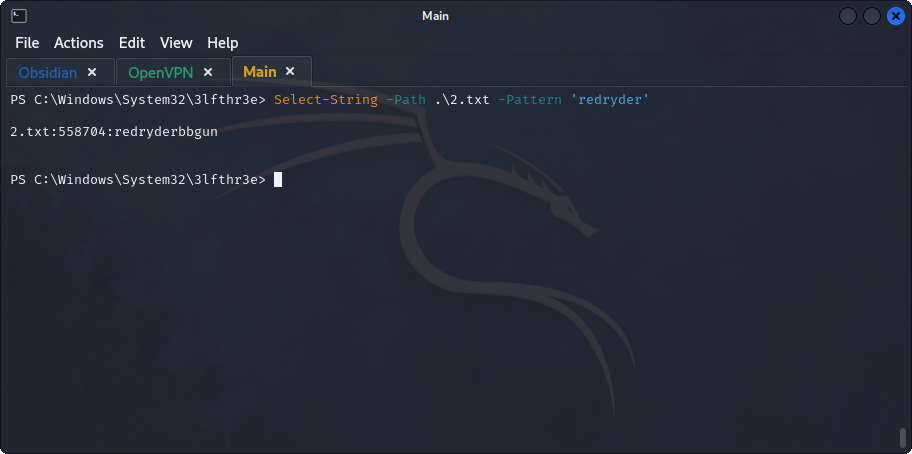 Main
File Actions Edit View Help
Obsidian × OpenVPN × Main ×
PS C:\Windows\System32\3lfthr3e> Select-String -Path .\2.txt -Pattern 'redryder'
2.txt:558704:redryderbbgun
PS C:\Windows\System32\3lfthr3e>